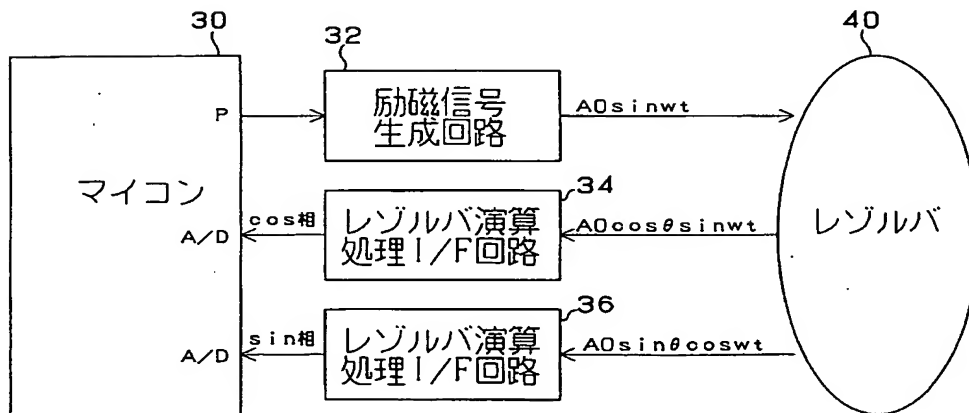 30
40
32
励磁信号
生成回路
P
A0sinwt
マイコン
34
レゾルバ演算
処理I/F回路
cos相
A/D
A0cosθsinwt
レゾルバ
36
レゾルバ演算
処理I/F回路
sin相
A/D
A0sinθcoswt